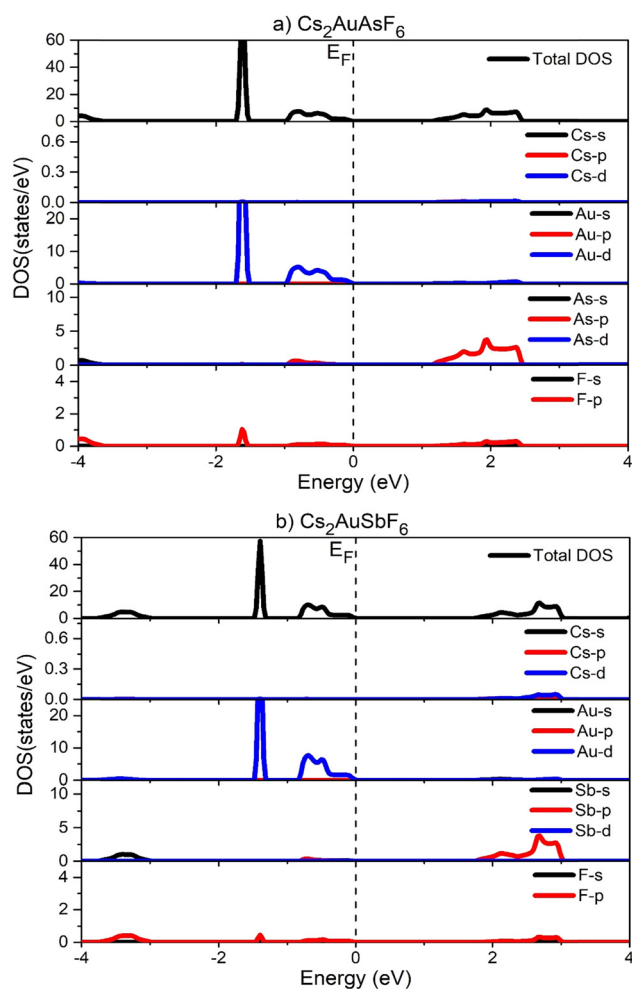 a) Cs2AuAsF6
60
EF
Total DOS
40
20
0
0.6
Cs-s
Cs-p
0.3
Cs-d
0.0
DOS(states/eV)
20
Au-s
Au-p
10
Au-d
0
10
As-s
As-p
5
As-d
0
4
F-s
F-p
2
0
-4 -2 0 2 4
Energy (eV)
b) Cs2AuSbF6
60
EF
Total DOS
40
20
0
0.6
Cs-s
Cs-p
0.3
Cs-d
0.0
DOS(states/eV)
20
Au-s
Au-p
10
Au-d
0
10
Sb-s
Sb-p
5
Sb-d
0
4
F-s
F-p
2
0
-4 -2 0 2 4
Energy (eV)